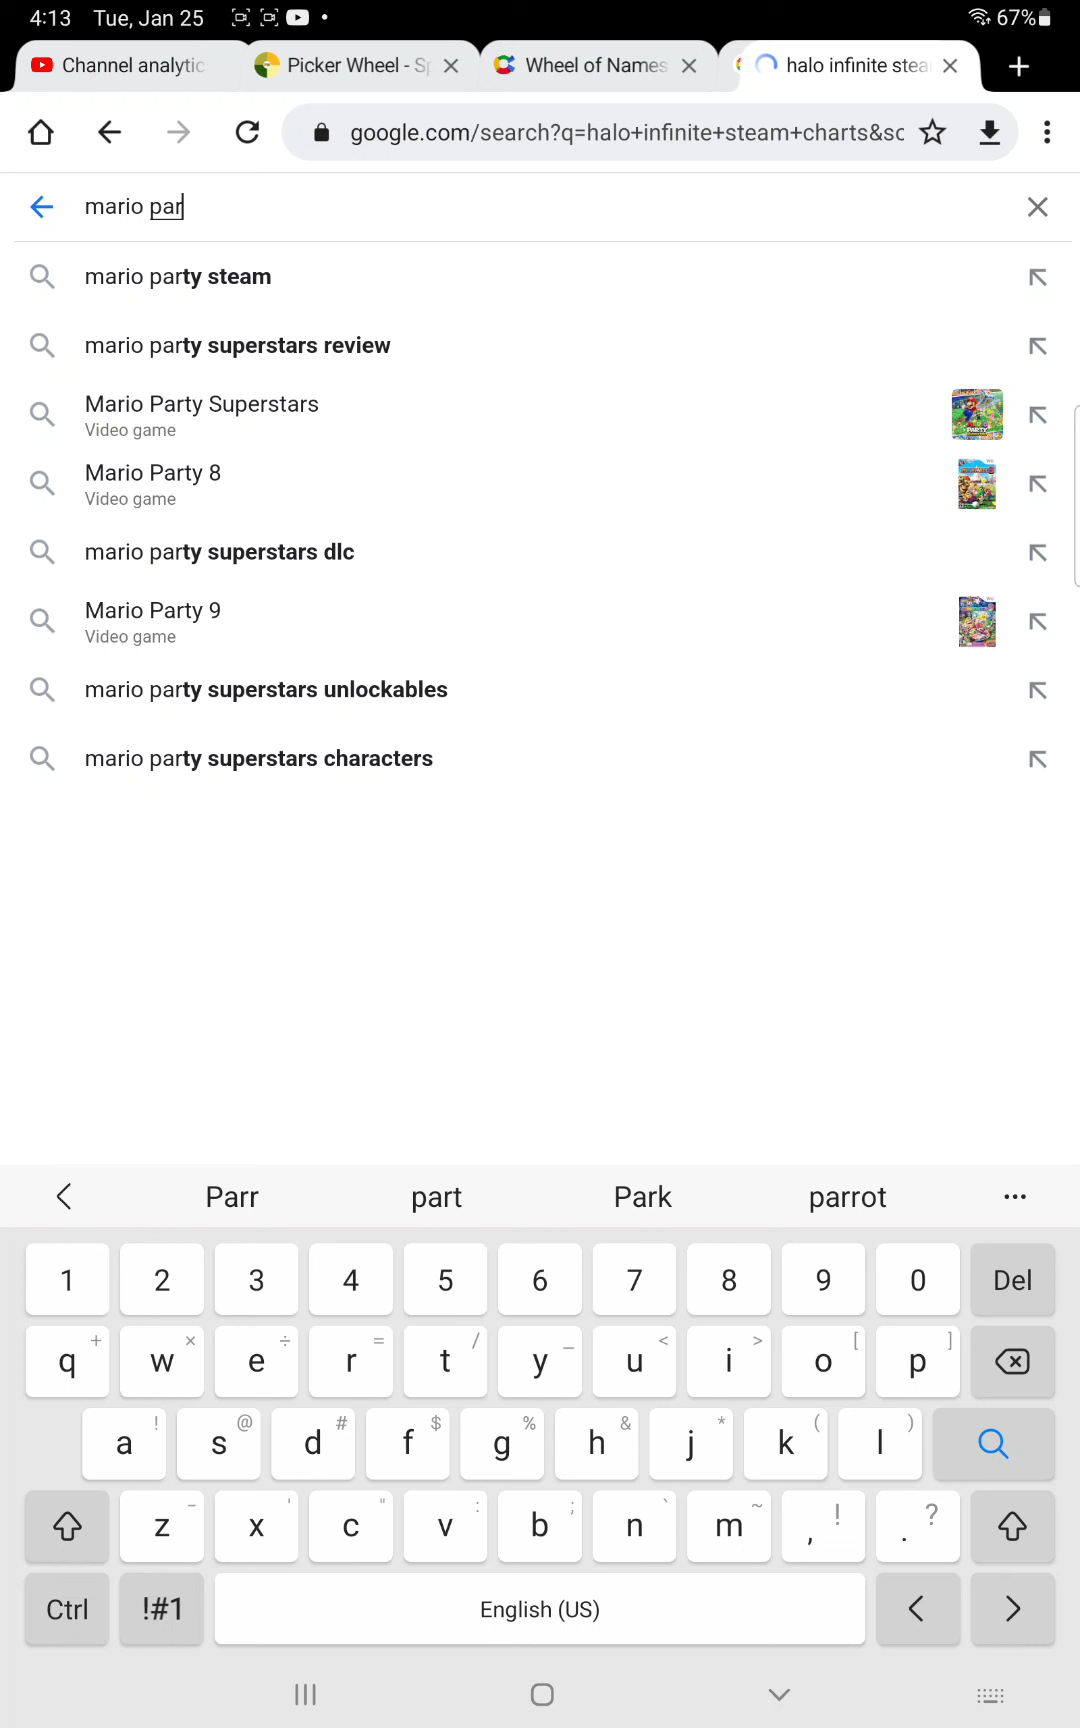 4:13 Tue, Jan 25 67%
Channel analytic Picker Wheel - Sp Wheel of Names halo infinite stea
google.com/search?q=halo+infinite+steam+charts&sc
mario par
mario party steam
mario party superstars review
Mario Party Superstars
Video game
Mario Party 8
Video game
mario party superstars dlc
Mario Party 9
Video game
mario party superstars unlockables
mario party superstars characters
Parr part Park parrot ...
1 2 3 4 5 6 7 8 9 0 Del
+ × ÷ = / _ < > [ ]
q w e r t y u i o p
! @ # $ % & * ( )
a s d f g h j k l
- ' " : ; ` ~ ! ?
z x c v b n m , .
Ctrl !#1 English (US) < >